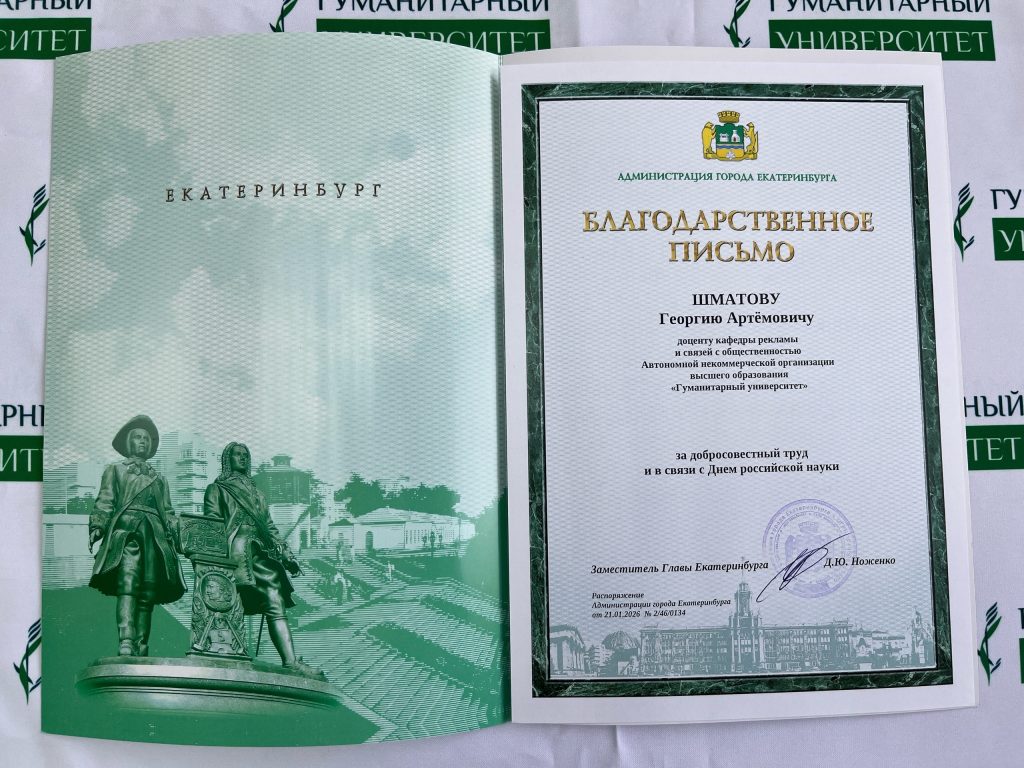 ГУМАНИТАРНЫЙ
УНИВЕРСИТЕТ
ГУМАНИТАРНЫЙ
УНИВЕРСИТЕТ
ЕКАТЕРИНБУРГ
АДМИНИСТРАЦИЯ ГОРОДА ЕКАТЕРИНБУРГА
БЛАГОДАРСТВЕННОЕ
ПИСЬМО
ШМАТОВУ
Георгию Артёмовичу
доценту кафедры рекламы
и связей с общественностью
Автономной некоммерческой организации
высшего образования
«Гуманитарный университет»
за добросовестный труд
и в связи с Днем российской науки
Заместитель Главы Екатеринбурга
Д.Ю. Ноженко
Распоряжение
Администрации города Екатеринбурга
от 21.01.2026 № 2/46/0134